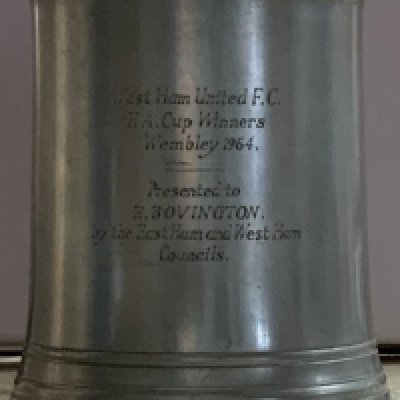 West Ham United F.C.
F.A. Cup Winners
Wembley 1964.
Presented to
E. BOVINGTON.
by the East Ham and West Ham
Councils.